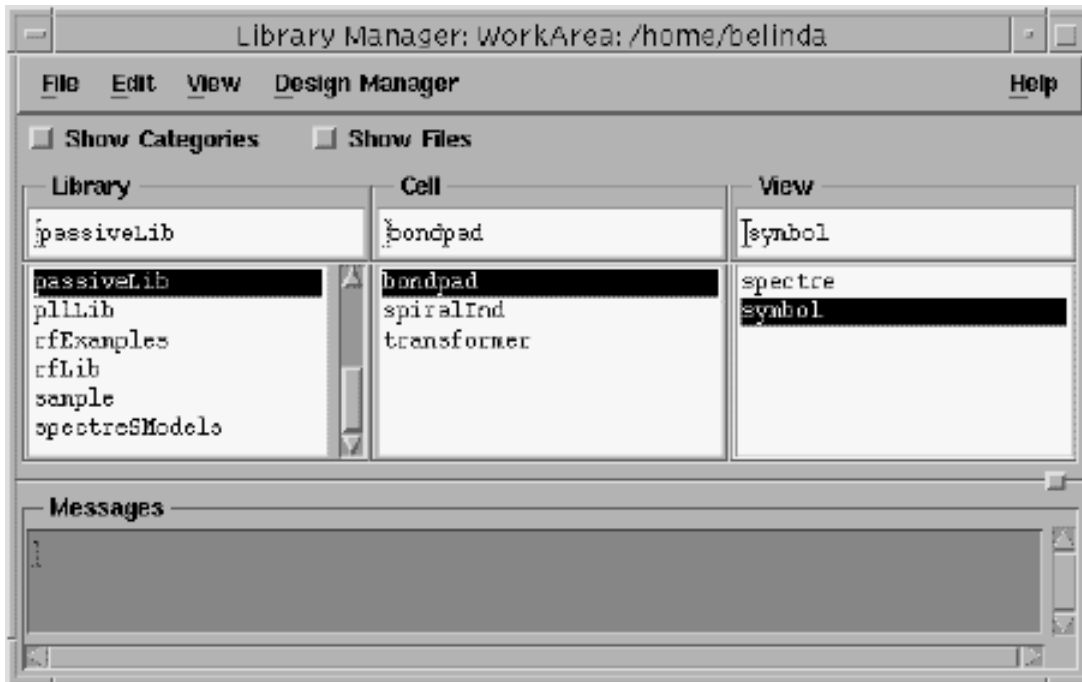 Library Manager: WorkArea: /home/belinda
File Edit View Design Manager Help
Show Categories Show Files
Library Cell View
passiveLib bondpad symbol
passiveLib bondpad spectre
pllLib spiralInd symbol
rfExamples transformer
rfLib
sample
spectreSModels
Messages